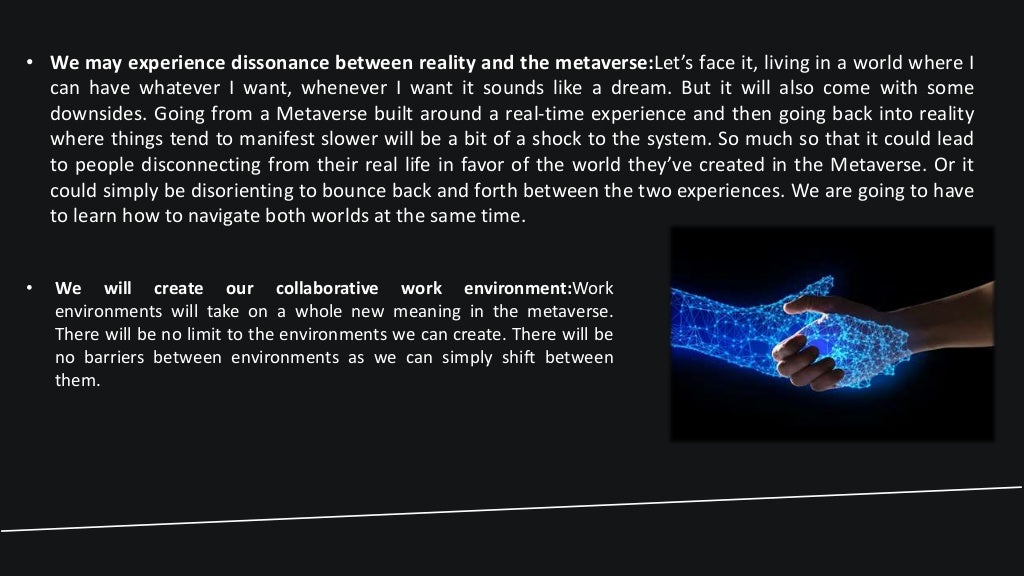 • We may experience dissonance between reality and the metaverse:Let’s face it, living in a world where I
can have whatever I want, whenever I want it sounds like a dream. But it will also come with some
downsides. Going from a Metaverse built around a real-time experience and then going back into reality
where things tend to manifest slower will be a bit of a shock to the system. So much so that it could lead
to people disconnecting from their real life in favor of the world they’ve created in the Metaverse. Or it
could simply be disorienting to bounce back and forth between the two experiences. We are going to have
to learn how to navigate both worlds at the same time.
• We will create our collaborative work environment:Work
environments will take on a whole new meaning in the metaverse.
There will be no limit to the environments we can create. There will be
no barriers between environments as we can simply shift between
them.